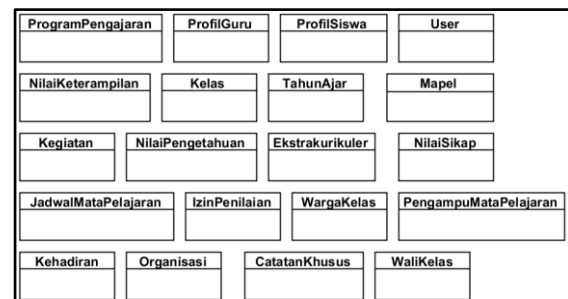 ProgramPengajaran ProfilGuru ProfilSiswa User
NilaiKeterampilan Kelas TahunAjar Mapel
Kegiatan NilaiPengetahuan Ekstrakurikuler NilaiSikap
JadwalMataPelajaran IzinPenilaian WargaKelas PengampuMataPelajaran
Kehadiran Organisasi CatatanKhusus WaliKelas